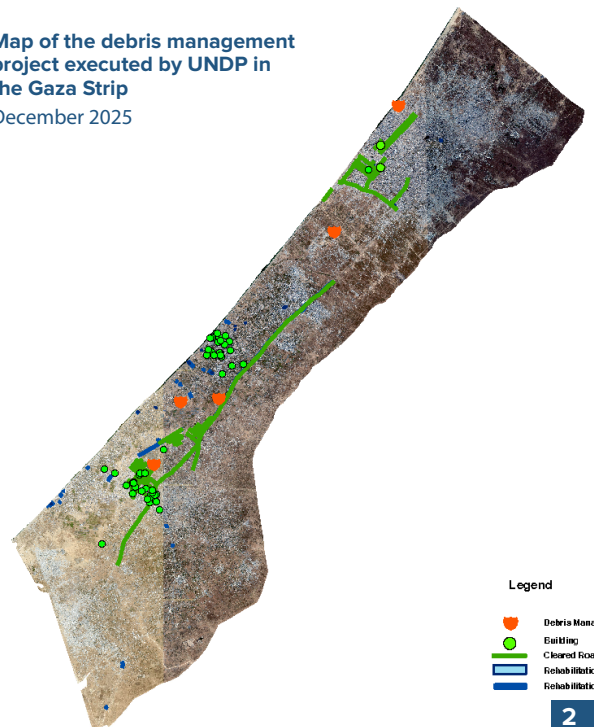 Map of the debris management
project executed by UNDP in
the Gaza Strip
December 2025
Legend
Debris Mana
Building
Cleared Roa
Rehabilitatio
Rehabilitatio
2